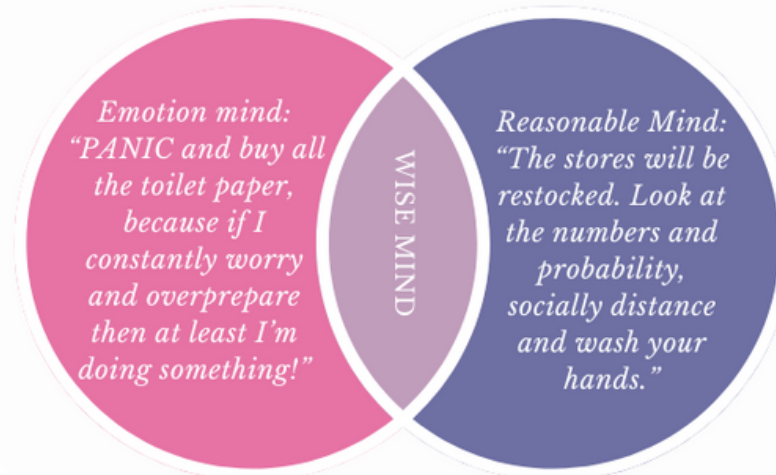 Emotion mind:
“PANIC and buy all
the toilet paper,
because if I
constantly worry
and overprepare
then at least I’m
doing something!”
WISE MIND
Reasonable Mind:
“The stores will be
restocked. Look at
the numbers and
probability,
socially distance
and wash your
hands.”